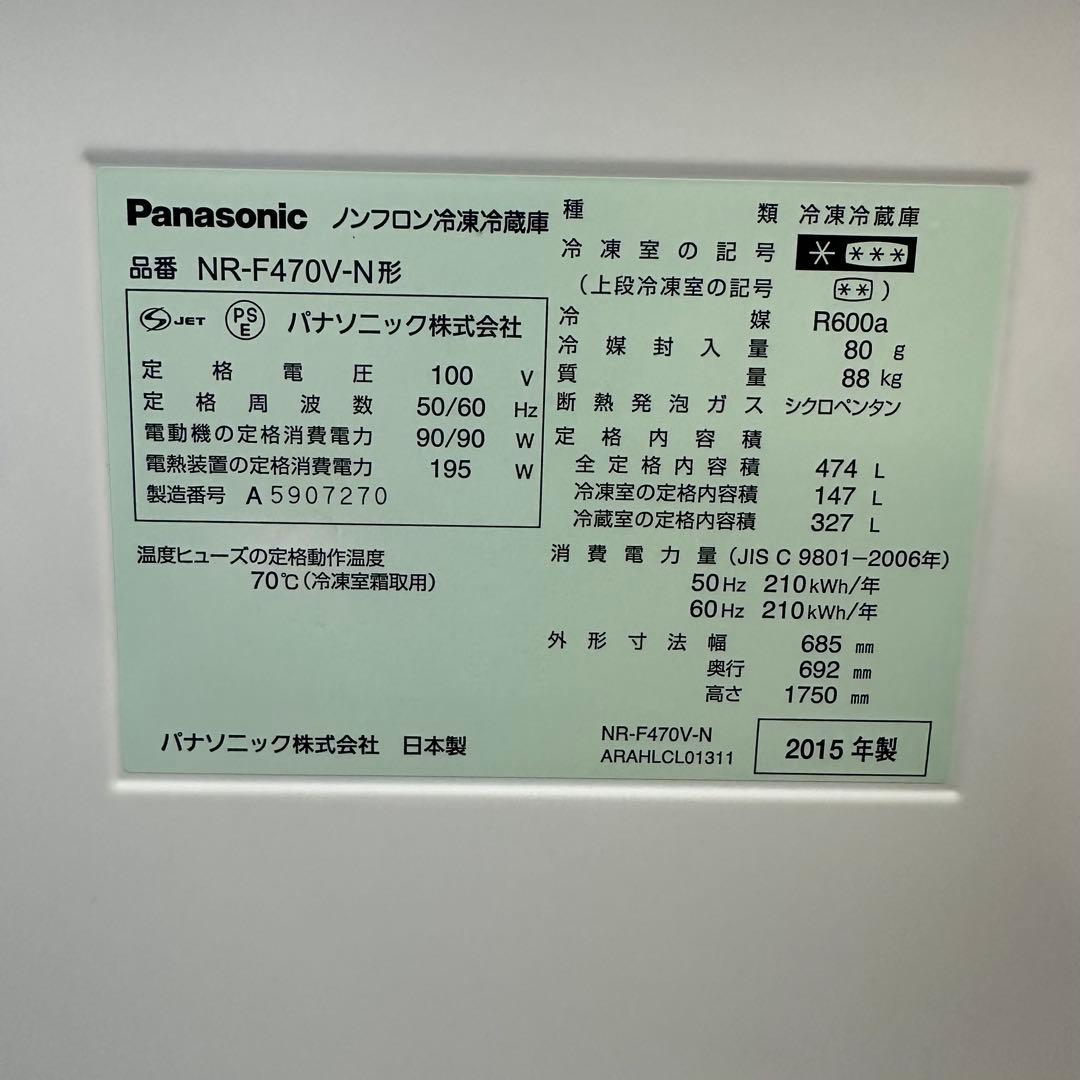 Panasonic ノンフロン冷凍冷蔵庫
品番 NR-F470V-N形
JET PSE パナソニック株式会社
定格電圧 100 V
定格周波数 50/60 Hz
電動機の定格消費電力 90/90 W
電熱装置の定格消費電力 195 W
製造番号 A 5907270
温度ヒューズの定格動作温度
70℃(冷凍室霜取用)
パナソニック株式会社 日本製
種類 冷凍冷蔵庫
冷凍室の記号 * ***
(上段冷凍室の記号 ** )
冷媒 R600a
冷媒封入量 80 g
質量 88 kg
断熱発泡ガス シクロペンタン
定格内容積
全定格内容積 474 L
冷凍室の定格内容積 147 L
冷蔵室の定格内容積 327 L
消費電力量(JIS C 9801-2006年)
50Hz 210kWh/年
60Hz 210kWh/年
外形寸法幅 685 mm
奥行 692 mm
高さ 1750 mm
NR-F470V-N
ARAHLCL01311
2015年製